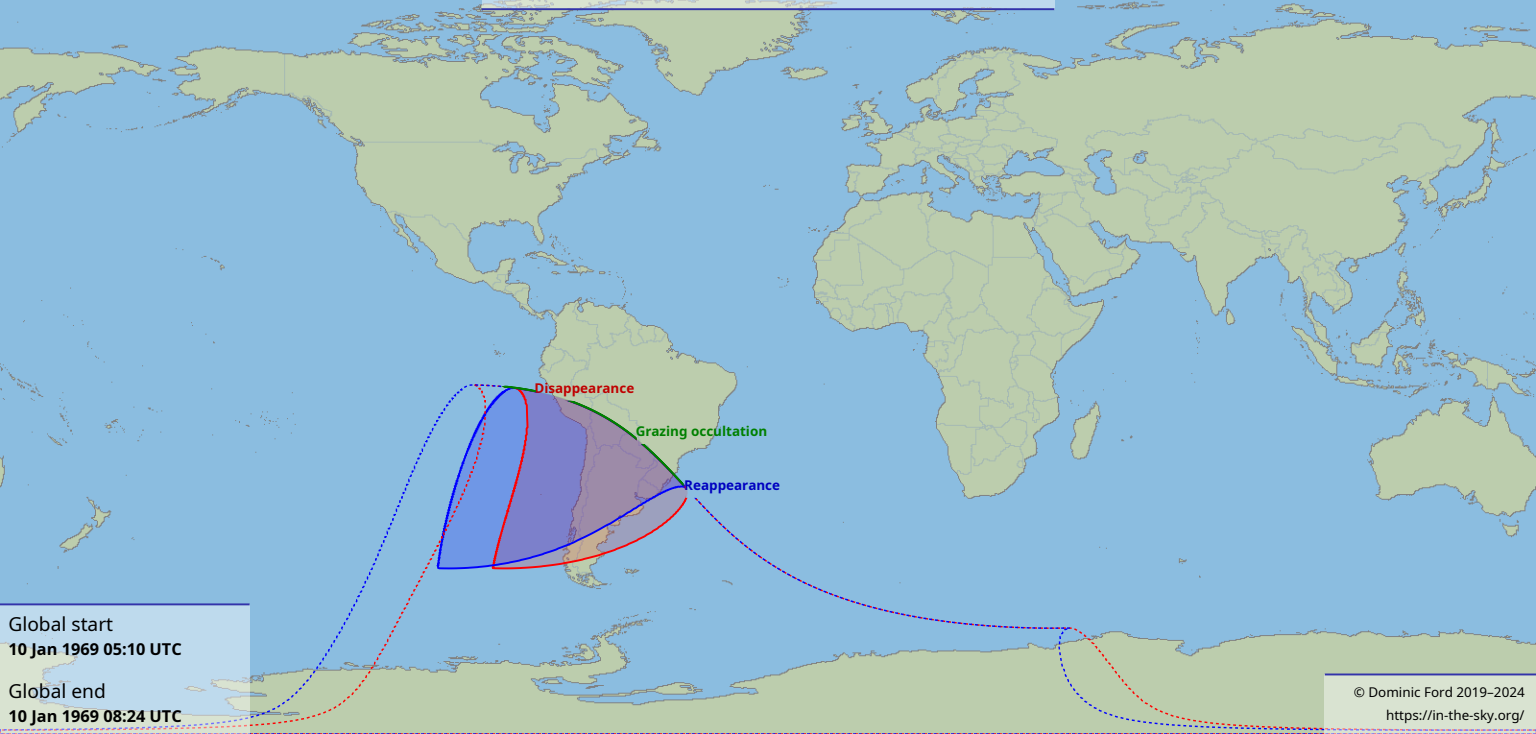 Disappearance
Grazing occultation
Reappearance
Global start
10 Jan 1969 05:10 UTC
Global end
10 Jan 1969 08:24 UTC
© Dominic Ford 2019–2024
https://in-the-sky.org/